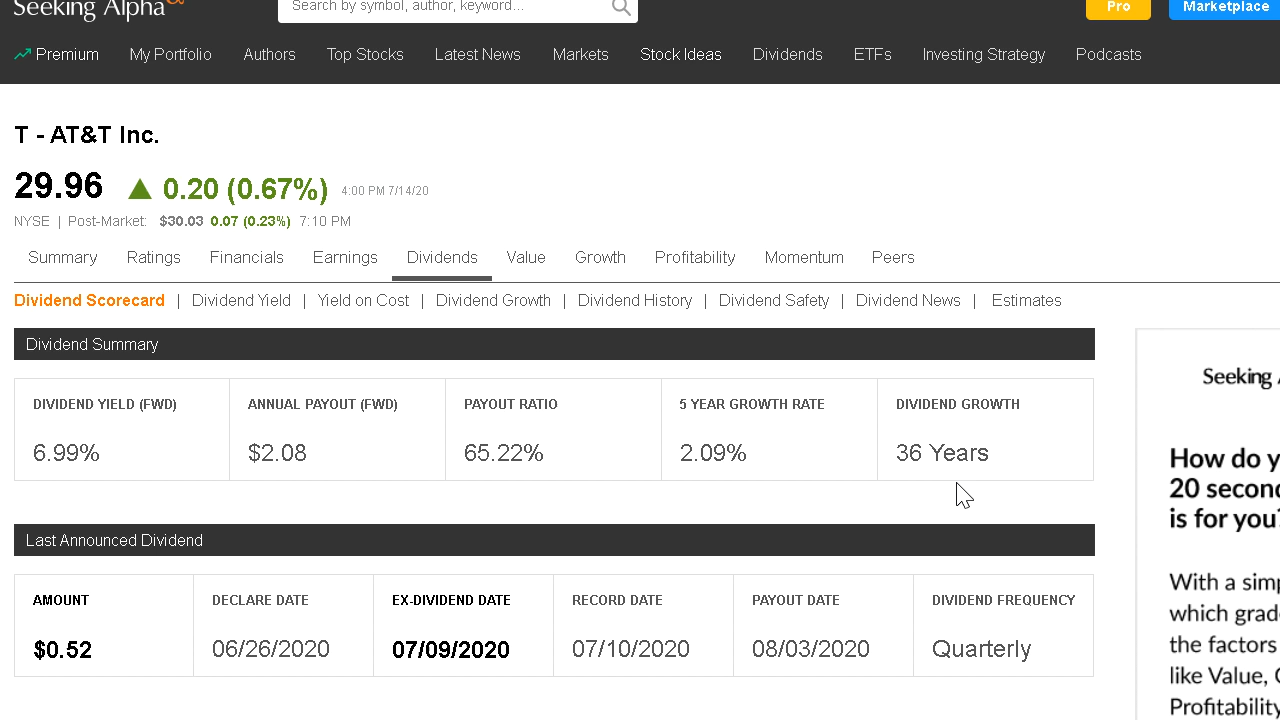 Seeking Alpha α
Search by symbol, author, keyword...
Pro
Marketplace
Premium My Portfolio Authors Top Stocks Latest News Markets Stock Ideas Dividends ETFs Investing Strategy Podcasts
T - AT&T Inc.
29.96 ▲ 0.20 (0.67%) 4:00 PM 7/14/20
NYSE | Post-Market: $30.03 0.07 (0.23%) 7:10 PM
Summary Ratings Financials Earnings Dividends Value Growth Profitability Momentum Peers
Dividend Scorecard | Dividend Yield | Yield on Cost | Dividend Growth | Dividend History | Dividend Safety | Dividend News | Estimates
Dividend Summary
DIVIDEND YIELD (FWD) ANNUAL PAYOUT (FWD) PAYOUT RATIO 5 YEAR GROWTH RATE DIVIDEND GROWTH
6.99% $2.08 65.22% 2.09% 36 Years
Last Announced Dividend
AMOUNT DECLARE DATE EX-DIVIDEND DATE RECORD DATE PAYOUT DATE DIVIDEND FREQUENCY
$0.52 06/26/2020 07/09/2020 07/10/2020 08/03/2020 Quarterly
Seeking
How do y
20 secon
is for you?
With a simp
which grad
the factors
like Value,
Profitability